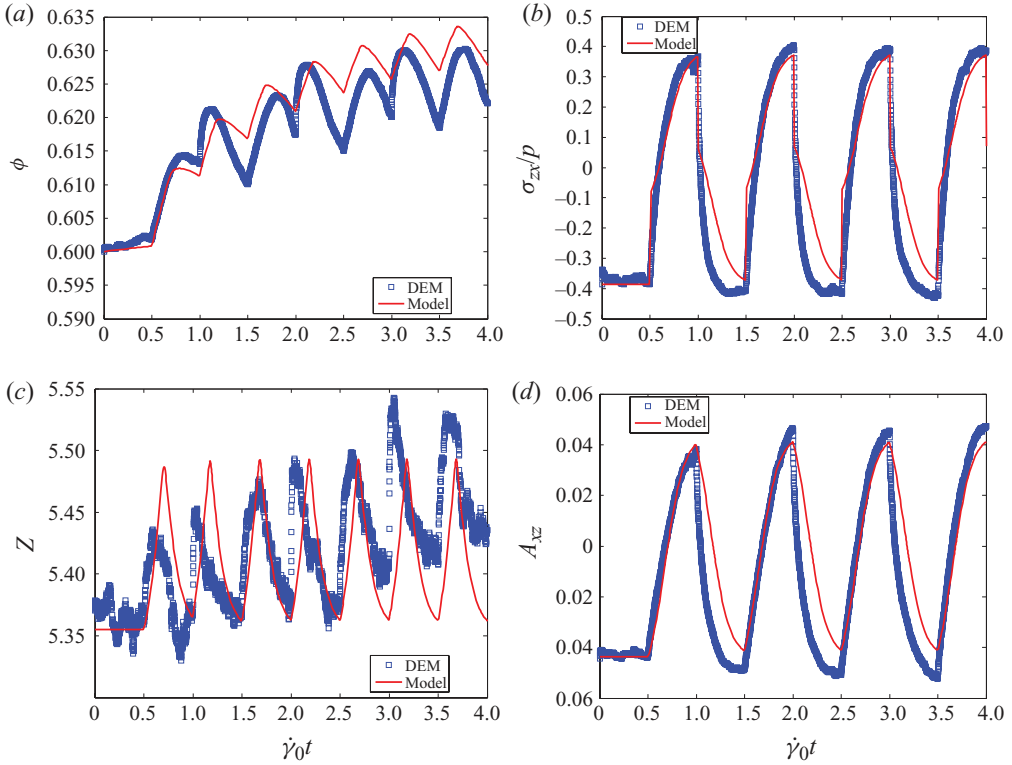 (a)
0.635
0.630
0.625
0.620
0.615
0.610
0.605
0.600
0.595
0.590
ϕ
DEM
Model
0 0.5 1.0 1.5 2.0 2.5 3.0 3.5 4.0
(b)
0.5
0.4
0.3
0.2
0.1
0
−0.1
−0.2
−0.3
−0.4
−0.5
σzx/p
DEM
Model
0 0.5 1.0 1.5 2.0 2.5 3.0 3.5 4.0
(c)
5.55
5.50
5.45
5.40
5.35
Z
DEM
Model
0 0.5 1.0 1.5 2.0 2.5 3.0 3.5 4.0
γ̇0t
(d)
0.06
0.04
0.02
0
0.02
0.04
0.06
Axz
DEM
Model
0 0.5 1.0 1.5 2.0 2.5 3.0 3.5 4.0
γ̇0t